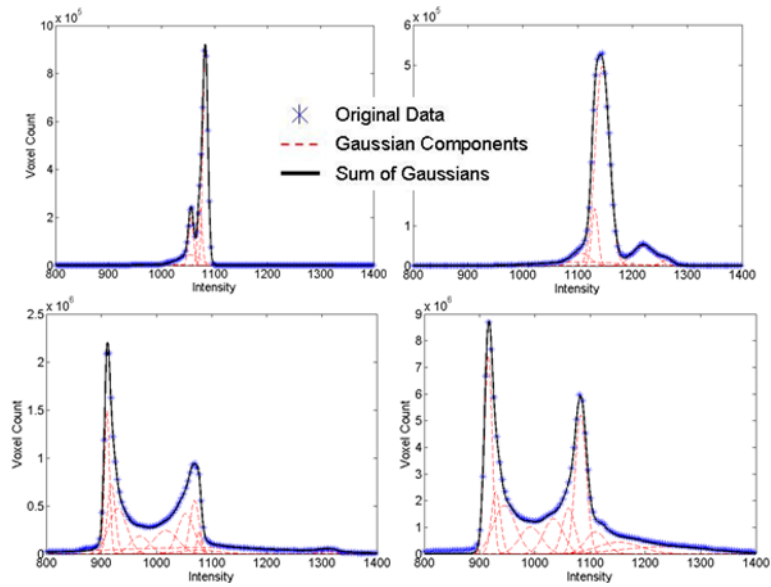 10 x 10^5
8
6
4
2
0
Voxel Count
800 900 1000 1100 1200 1300 1400
Intensity
6 x 10^5
5
1
0
800 900 1000 1100 1200 1300 1400
Intensity
Original Data
Gaussian Components
Sum of Gaussians
2.5 x 10^6
2
1.5
1
0.5
0
Voxel Count
800 900 1000 1100 1200 1300 1400
Intensity
9 x 10^6
8
7
6
5
4
3
2
1
0
Voxel Count
800 900 1000 1100 1200 1300 1400
Intensity